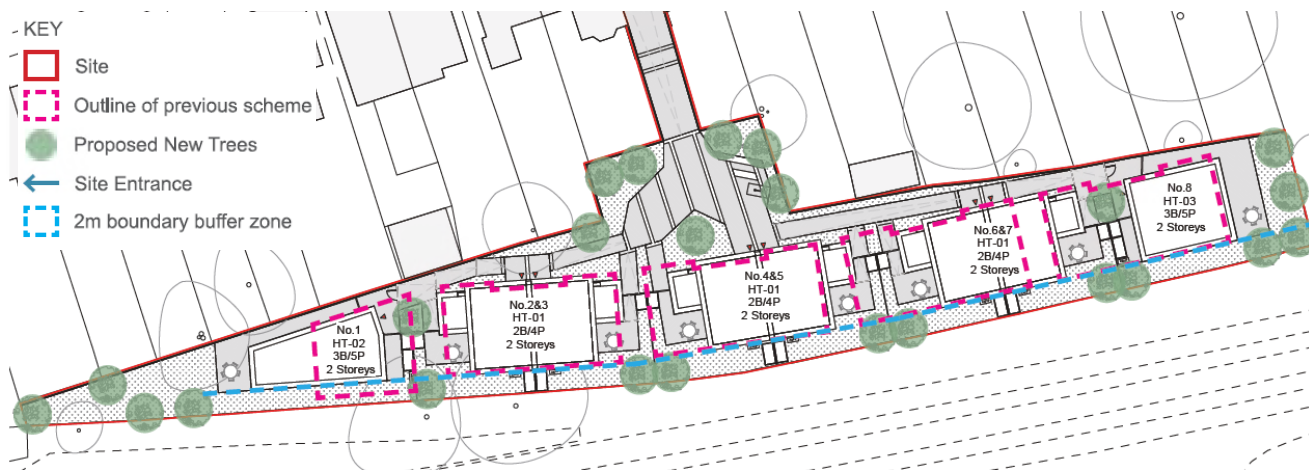 KEY
Site
Outline of previous scheme
Proposed New Trees
Site Entrance
2m boundary buffer zone
No.1
HT-02
3B/5P
2 Storeys
No.2&3
HT-01
2B/4P
2 Storeys
No.4&5
HT-01
2B/4P
2 Storeys
No.6&7
HT-01
2B/4P
2 Storeys
No.8
HT-03
3B/5P
2 Storeys